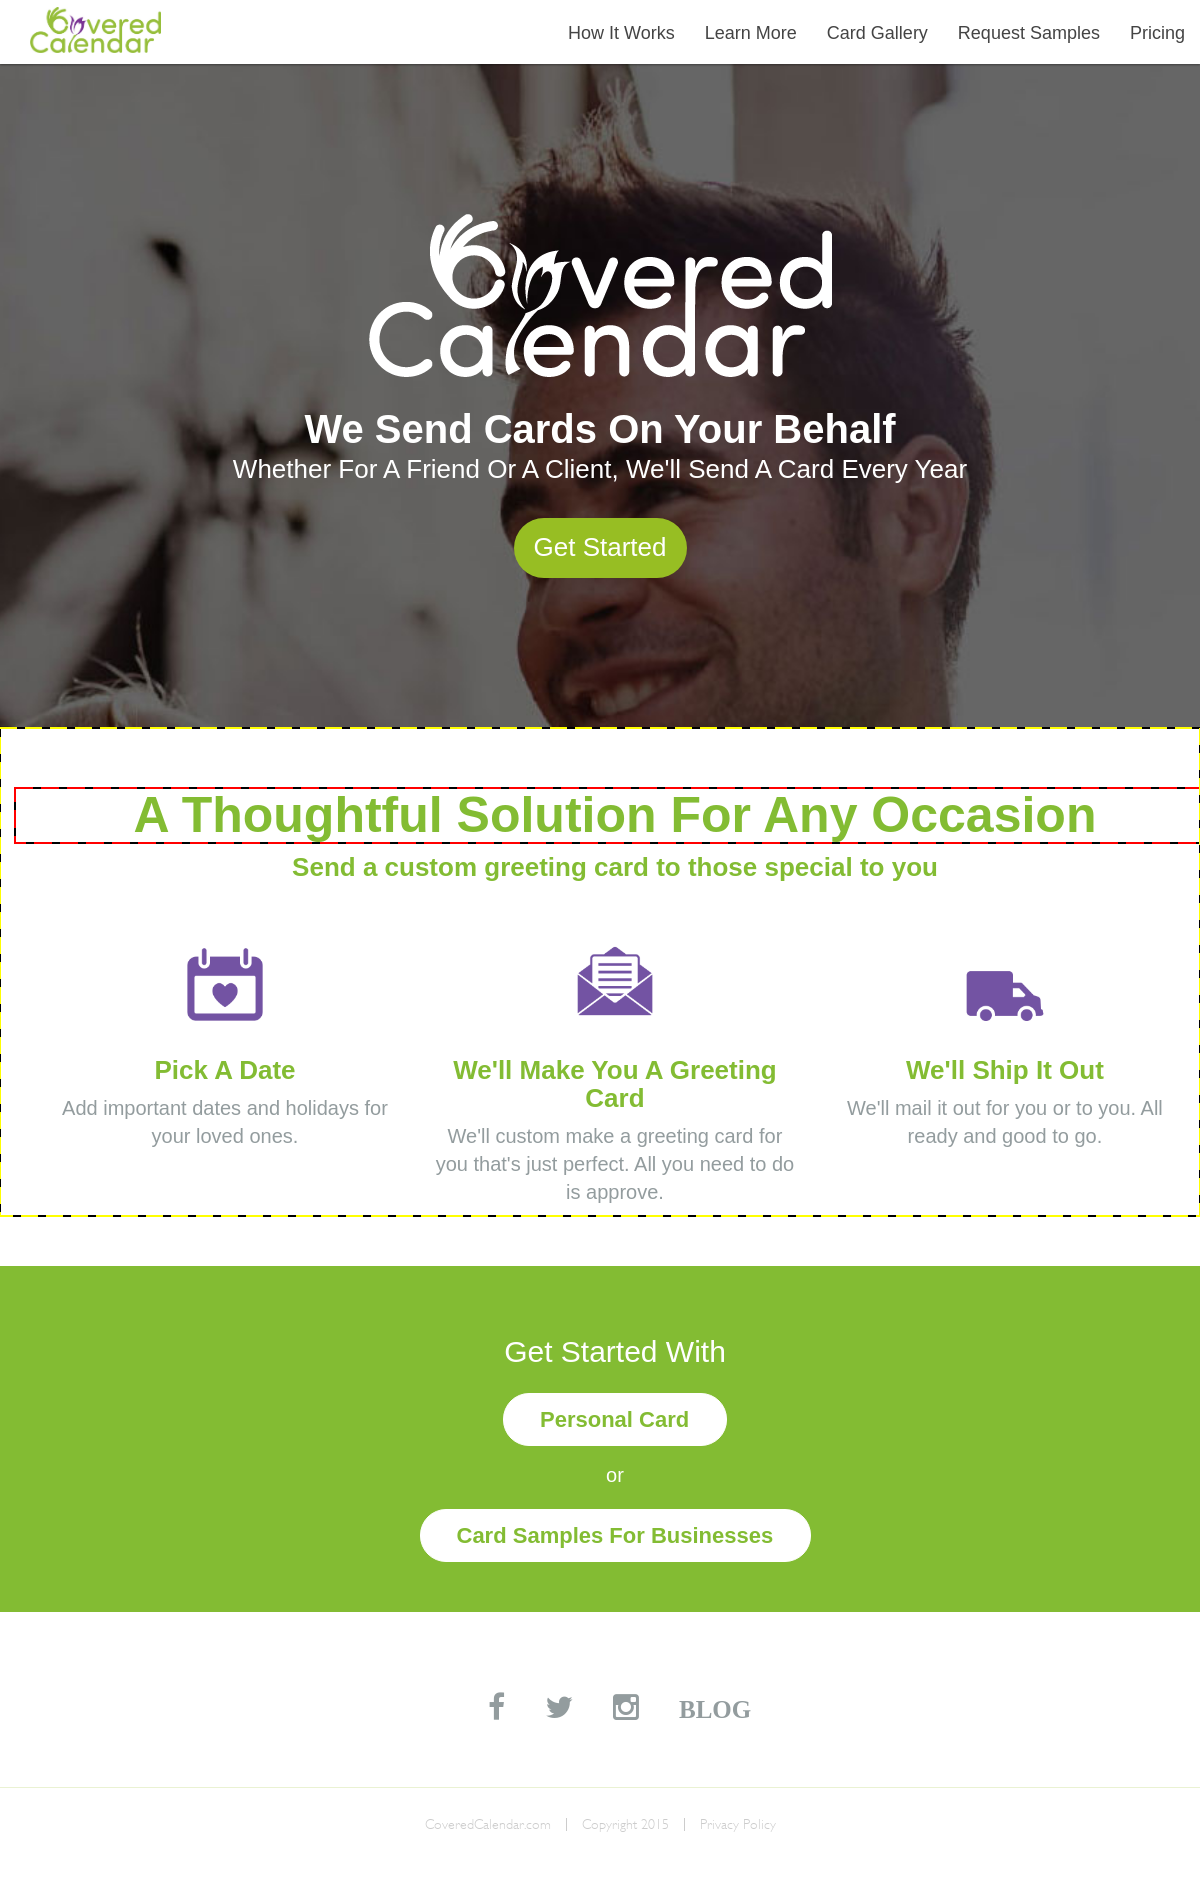 Covered
Calendar
How It Works
Learn More
Card Gallery
Request Samples
Pricing
Covered
Calendar
We Send Cards On Your Behalf
Whether For A Friend Or A Client, We'll Send A Card Every Year
Get Started
A Thoughtful Solution For Any Occasion
Send a custom greeting card to those special to you
Pick A Date
Add important dates and holidays for
your loved ones.
We'll Make You A Greeting
Card
We'll custom make a greeting card for
you that's just perfect. All you need to do
is approve.
We'll Ship It Out
We'll mail it out for you or to you. All
ready and good to go.
Get Started With
Personal Card
or
Card Samples For Businesses
BLOG
CoveredCalendar.com | Copyright 2015 | Privacy Policy